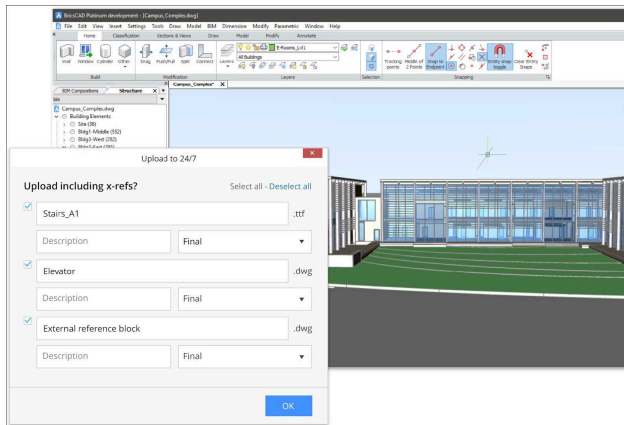 BricsCAD Platinum development - [Campus_Complex.dwg]
File Edit View Insert Settings Tools Draw Model BIM Dimension Modify Parametric Window Help
Home Classification Sections & Views Draw Model Modify Annotate
E-Rooms_Lvl1
All Buildings
Wall Window Cylinder Other Drag Push/Pull Split Connect Layers Tracking points Middle of 2 Points Snap to Endpoint Entity snap toggle Clear Entity Snaps
Build Modification Layers Selection Snapping
Campus_Complex* X
BIM Compositions Structure X
Campus_Complex.dwg
Building Elements
Site (36)
Bldg1-Middle (552)
Bldg3-West (202)
Upload to 24/7
Upload including x-refs? Select all - Deselect all
Stairs_A1 .ttf
Description Final
Elevator .dwg
Description Final
External reference block .dwg
Description Final
OK